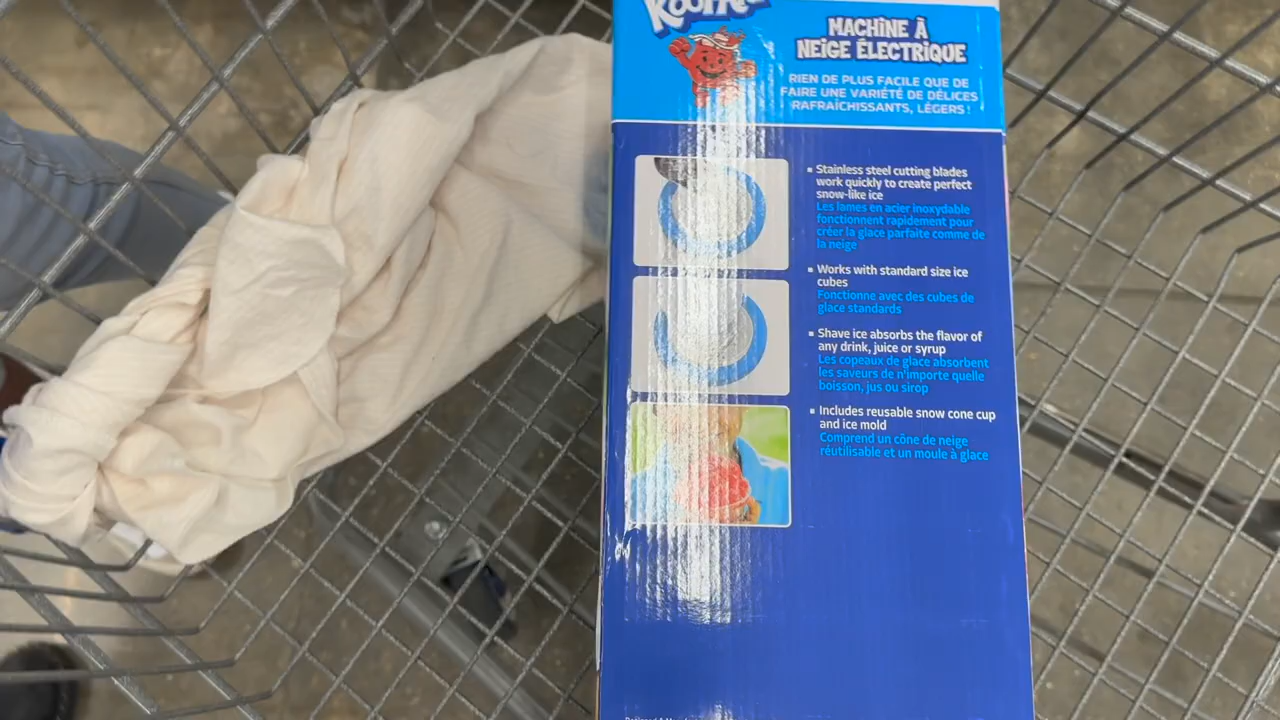 MACHINE À
NEIGE ÉLECTRIQUE
RIEN DE PLUS FACILE QUE DE
FAIRE UNE VARIÉTÉ DE DÉLICES
RAFRAÎCHISSANTS, LÉGERS!
▪ Stainless steel cutting blades
work quickly to create perfect
snow-like ice
Les lames en acier inoxydable
fonctionnent rapidement pour
créer la glace parfaite comme de
la neige
▪ Works with standard size ice
cubes
Fonctionne avec des cubes de
glace standards
▪ Shave ice absorbs the flavor of
any drink, juice or syrup
Les copeaux de glace absorbent
les saveurs de n'importe quelle
boisson, jus ou sirop
▪ Includes reusable snow cone cup
and ice mold
Comprend un cône de neige
réutilisable et un moule à glace